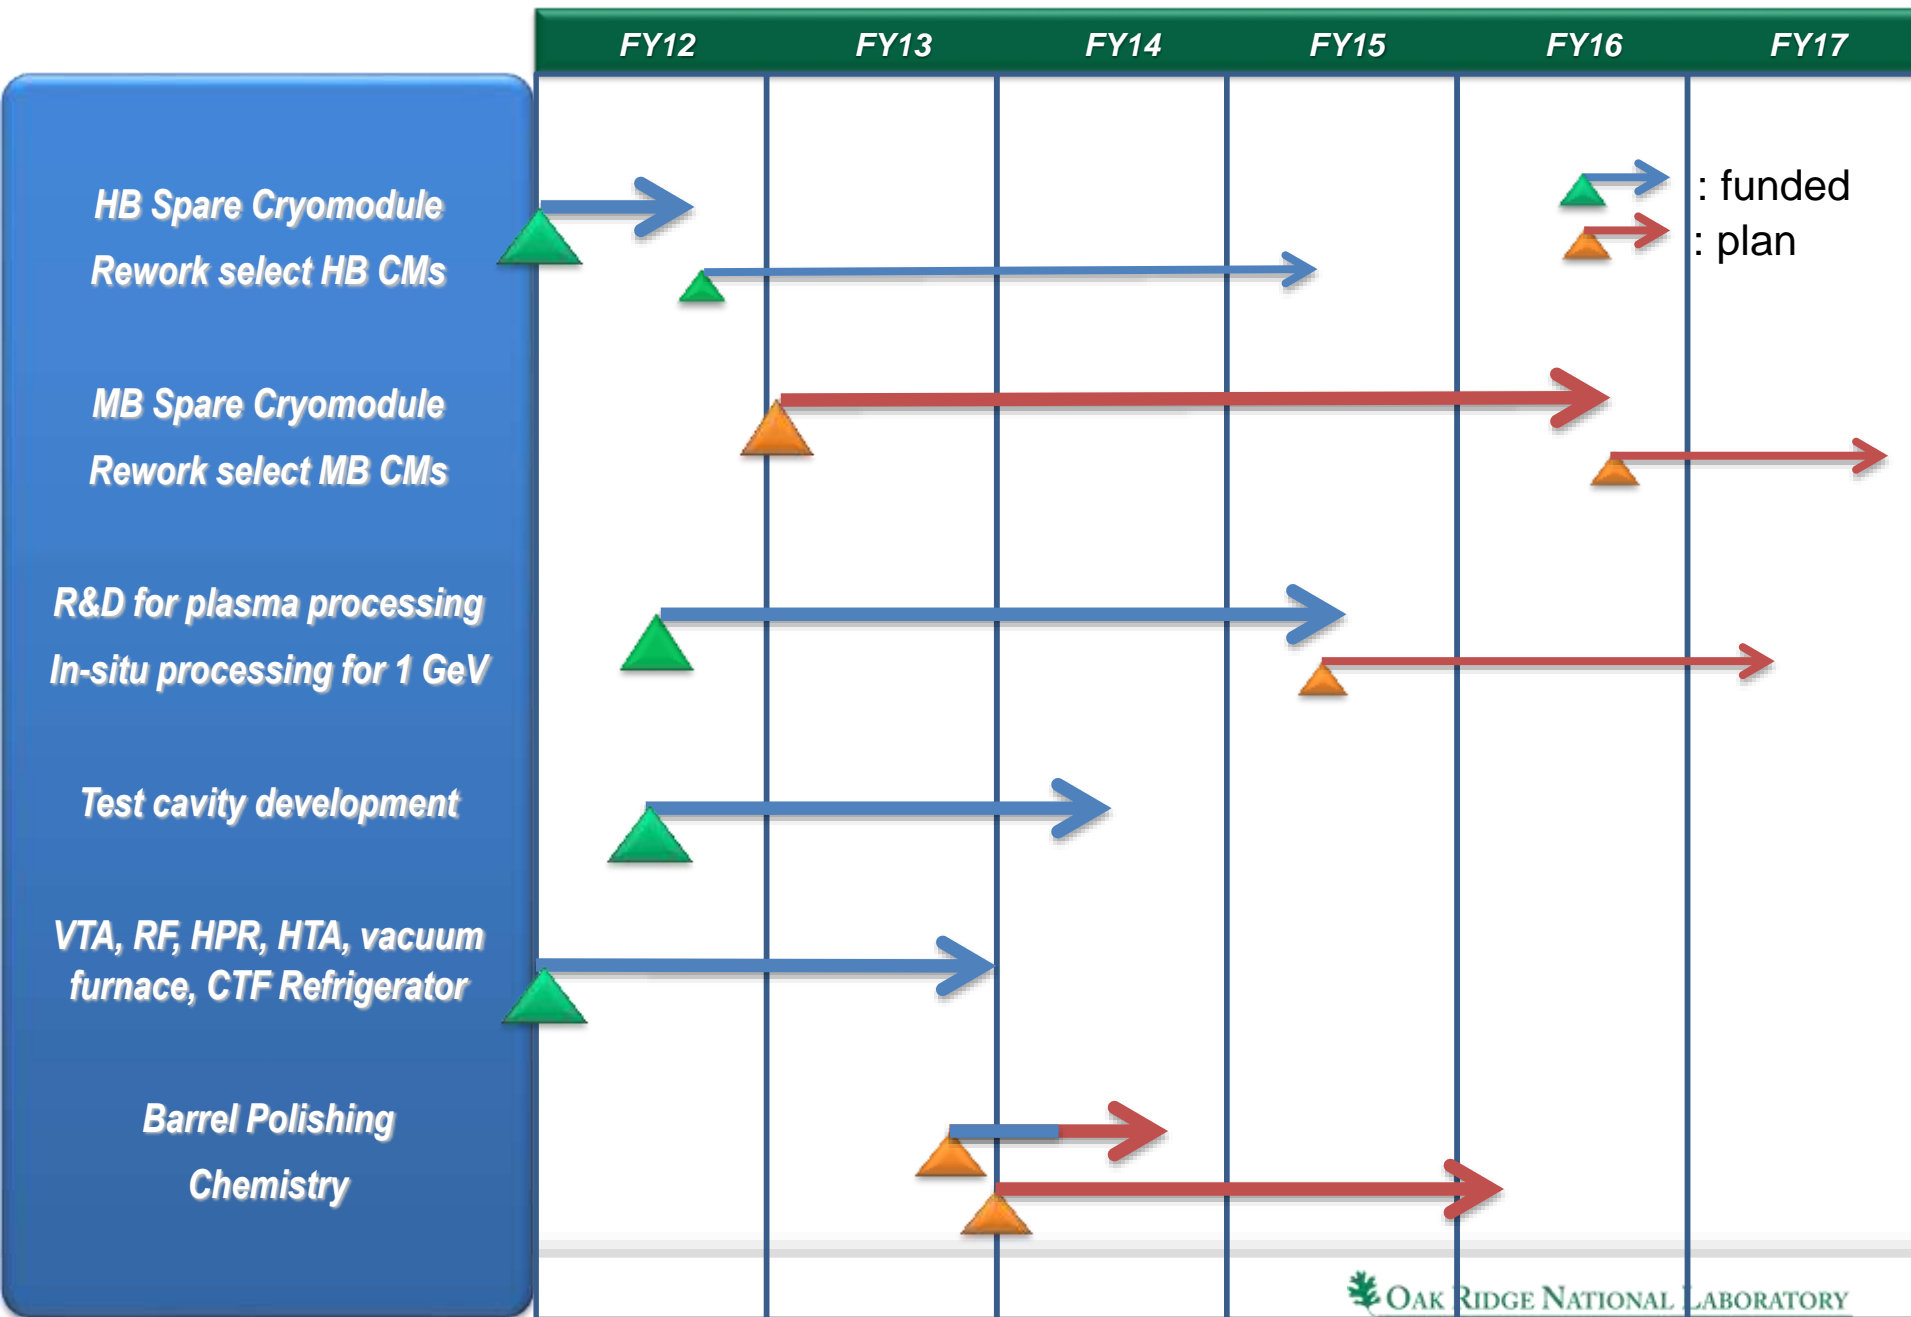 FY12 FY13 FY14 FY15 FY16 FY17
HB Spare Cryomodule
Rework select HB CMs
: funded
: plan
MB Spare Cryomodule
Rework select MB CMs
R&D for plasma processing
In-situ processing for 1 GeV
Test cavity development
VTA, RF, HPR, HTA, vacuum
furnace, CTF Refrigerator
Barrel Polishing
Chemistry
OAK RIDGE NATIONAL LABORATORY